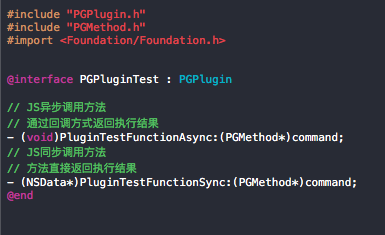 #include "PGPlugin.h"
#include "PGMethod.h"
#import <Foundation/Foundation.h>
@interface PGPluginTest : PGPlugin
// JS异步调用方法
// 通过回调方式返回执行结果
- (void)PluginTestFunctionAsync:(PGMethod*)command;
// JS同步调用方法
// 方法直接返回执行结果
- (NSData*)PluginTestFunctionSync:(PGMethod*)command;
@end